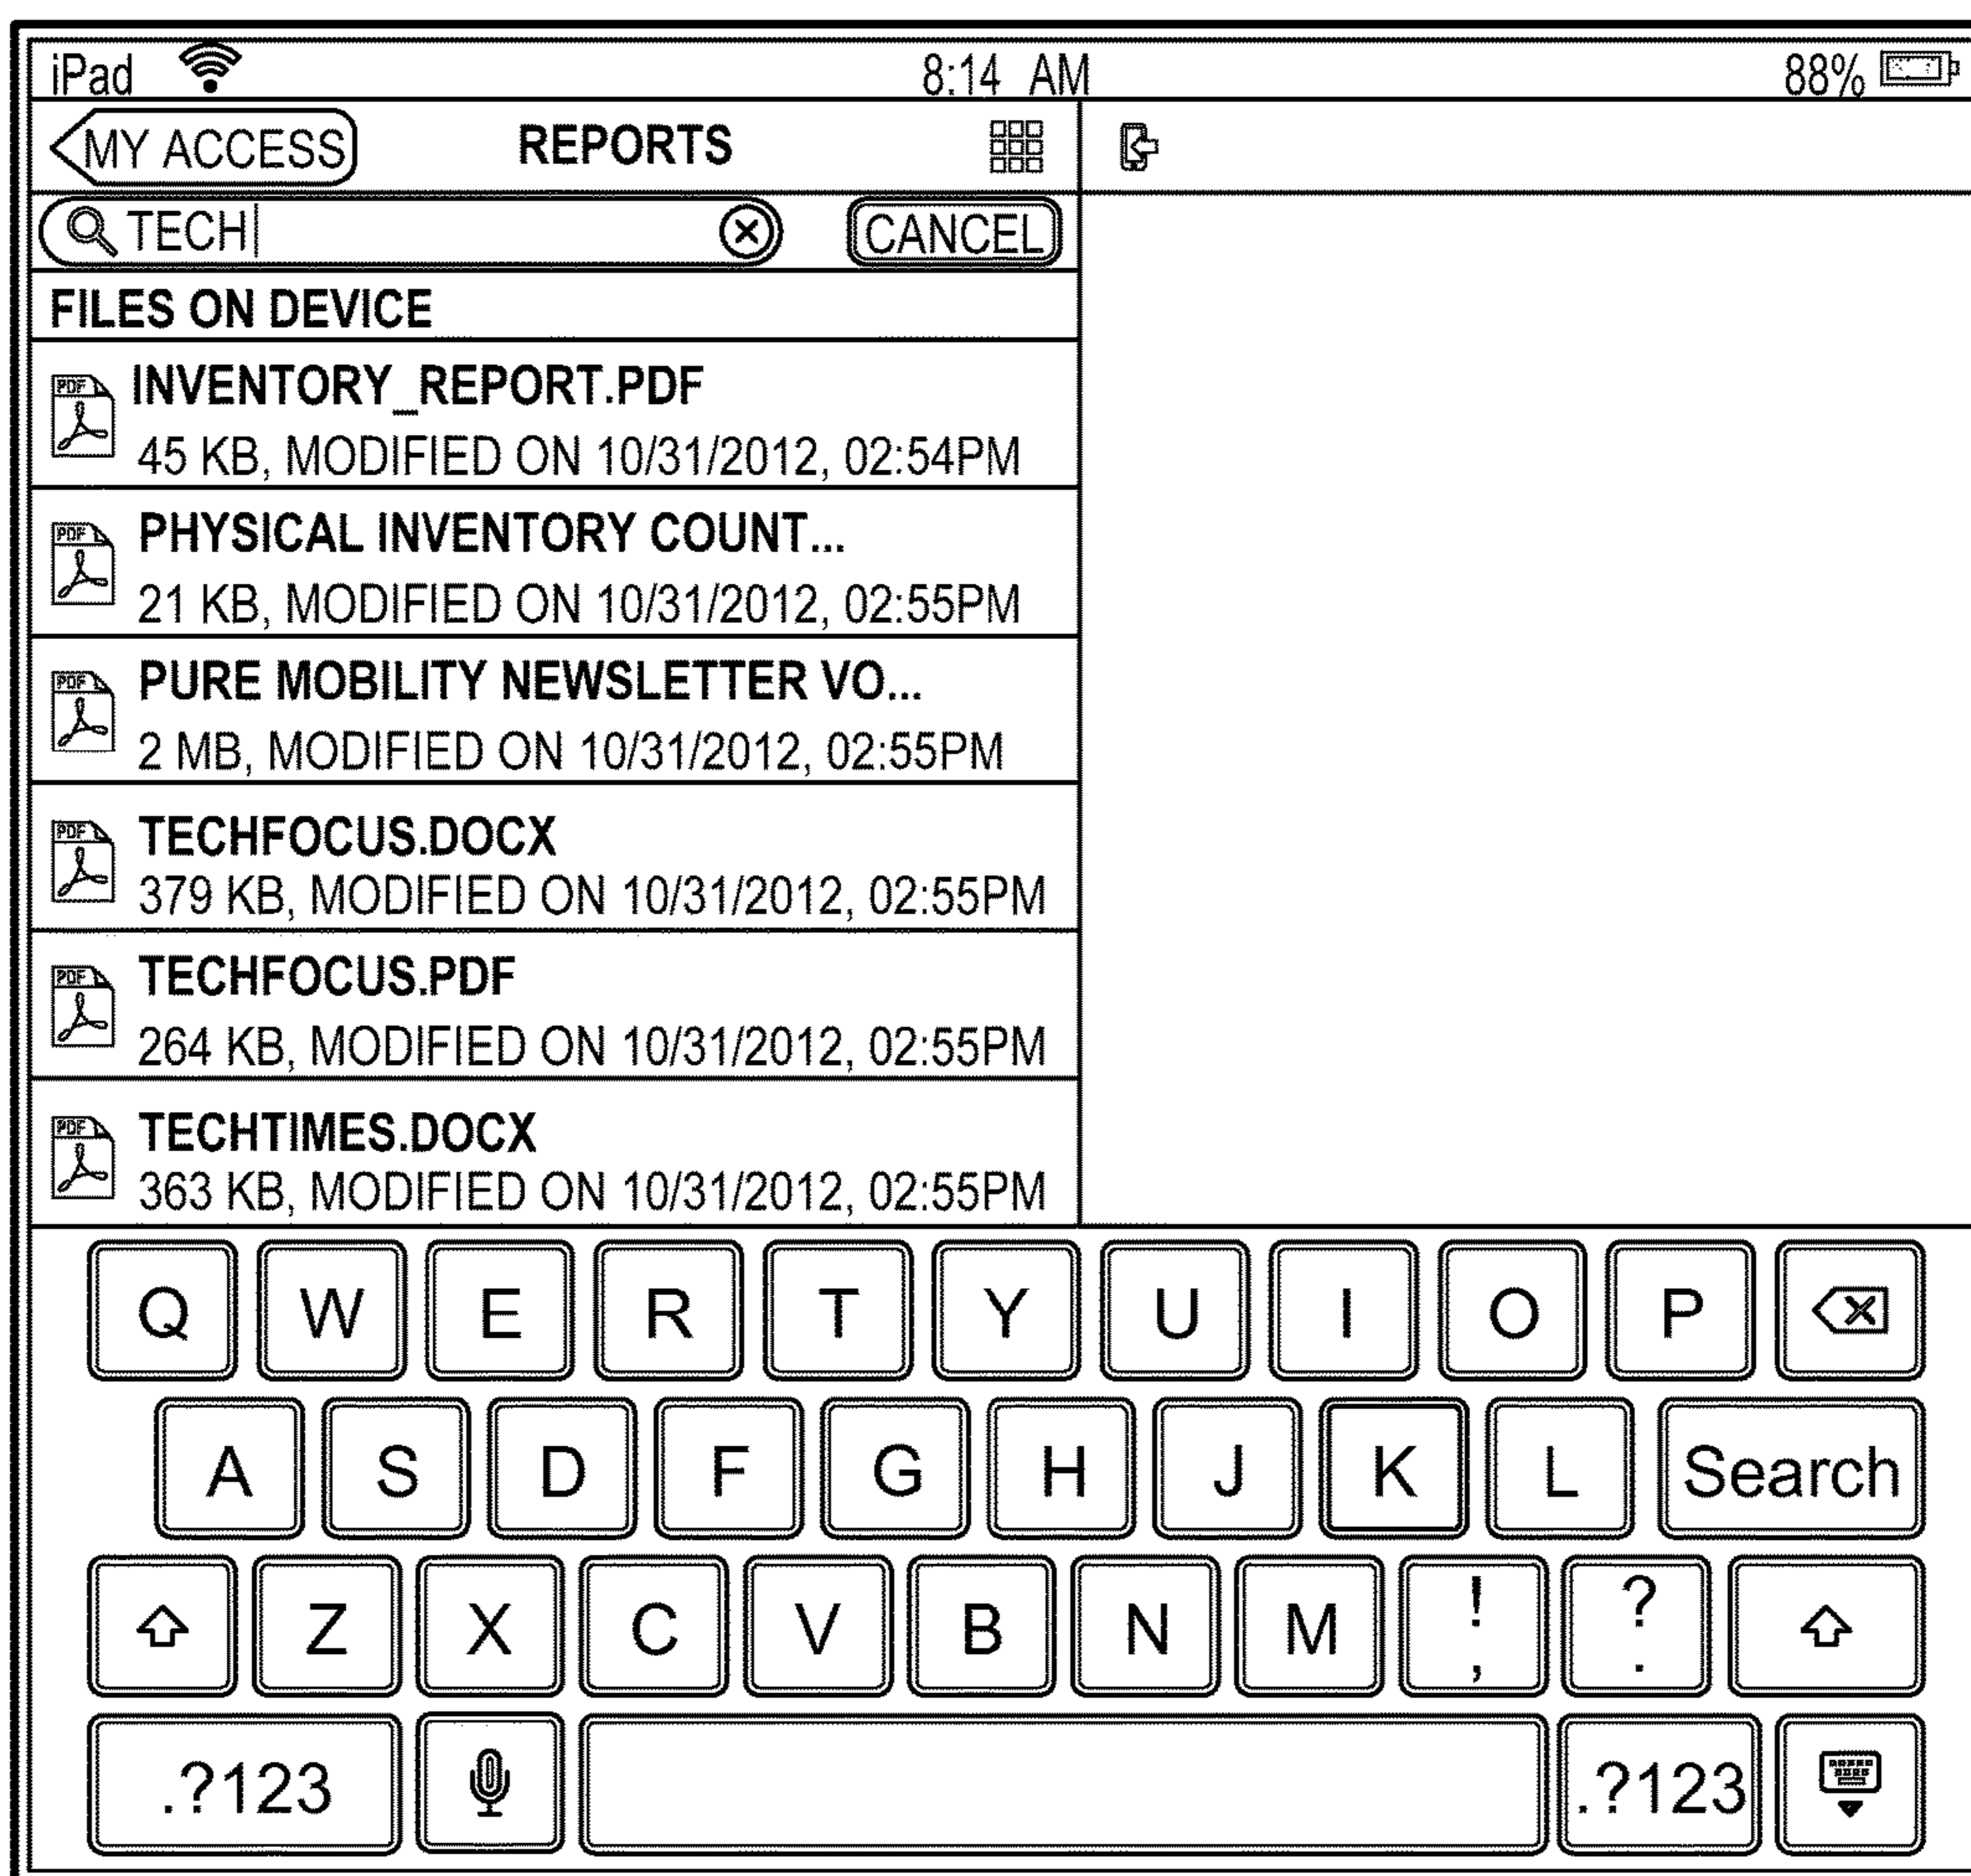 iPad 8:14 AM 88%
MY ACCESS REPORTS
TECH CANCEL
FILES ON DEVICE
PDF INVENTORY_REPORT.PDF
45 KB, MODIFIED ON 10/31/2012, 02:54PM
PDF PHYSICAL INVENTORY COUNT...
21 KB, MODIFIED ON 10/31/2012, 02:55PM
PDF PURE MOBILITY NEWSLETTER VO...
2 MB, MODIFIED ON 10/31/2012, 02:55PM
PDF TECHFOCUS.DOCX
379 KB, MODIFIED ON 10/31/2012, 02:55PM
PDF TECHFOCUS.PDF
264 KB, MODIFIED ON 10/31/2012, 02:55PM
PDF TECHTIMES.DOCX
363 KB, MODIFIED ON 10/31/2012, 02:55PM
Q W E R T Y U I O P
A S D F G H J K L Search
Z X C V B N M ! , ? .
.?123 .?123